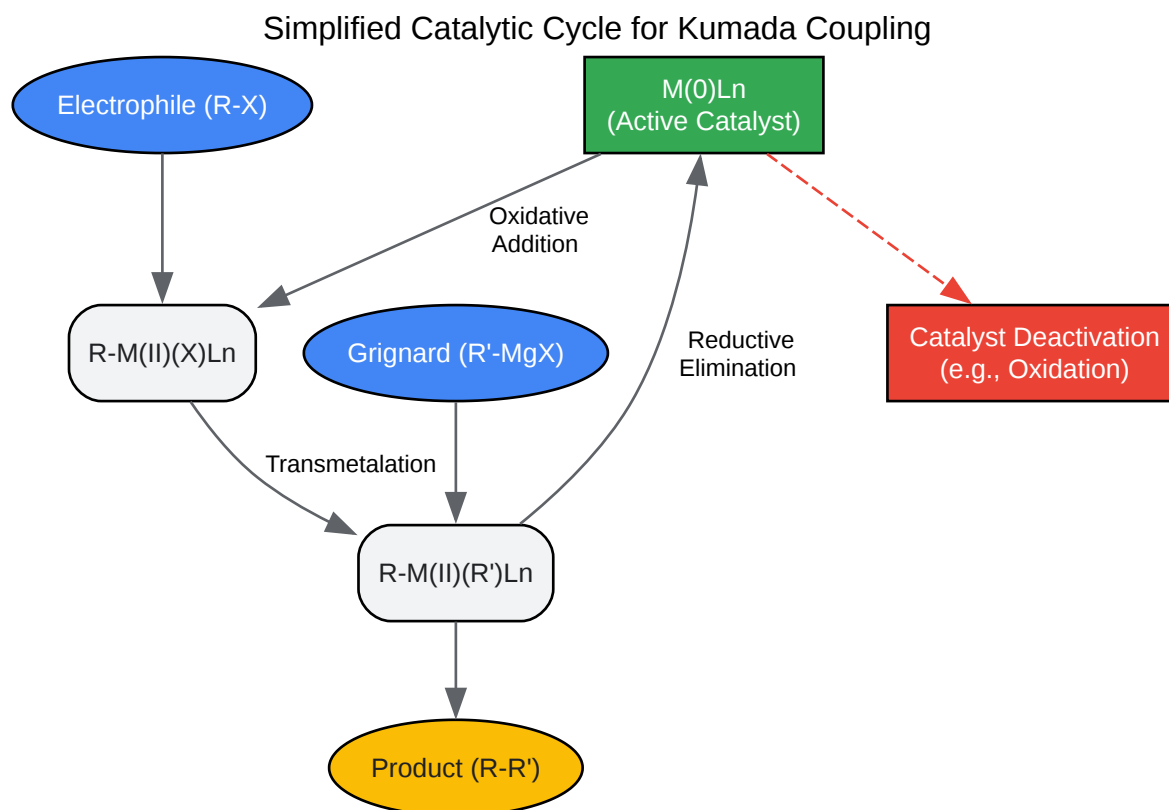 Simplified Catalytic Cycle for Kumada Coupling
Electrophile (R-X)
M(0)Ln
(Active Catalyst)
Oxidative
Addition
R-M(II)(X)Ln
Grignard (R'-MgX)
Reductive
Elimination
Catalyst Deactivation
(e.g., Oxidation)
Transmetalation
R-M(II)(R')Ln
Product (R-R')